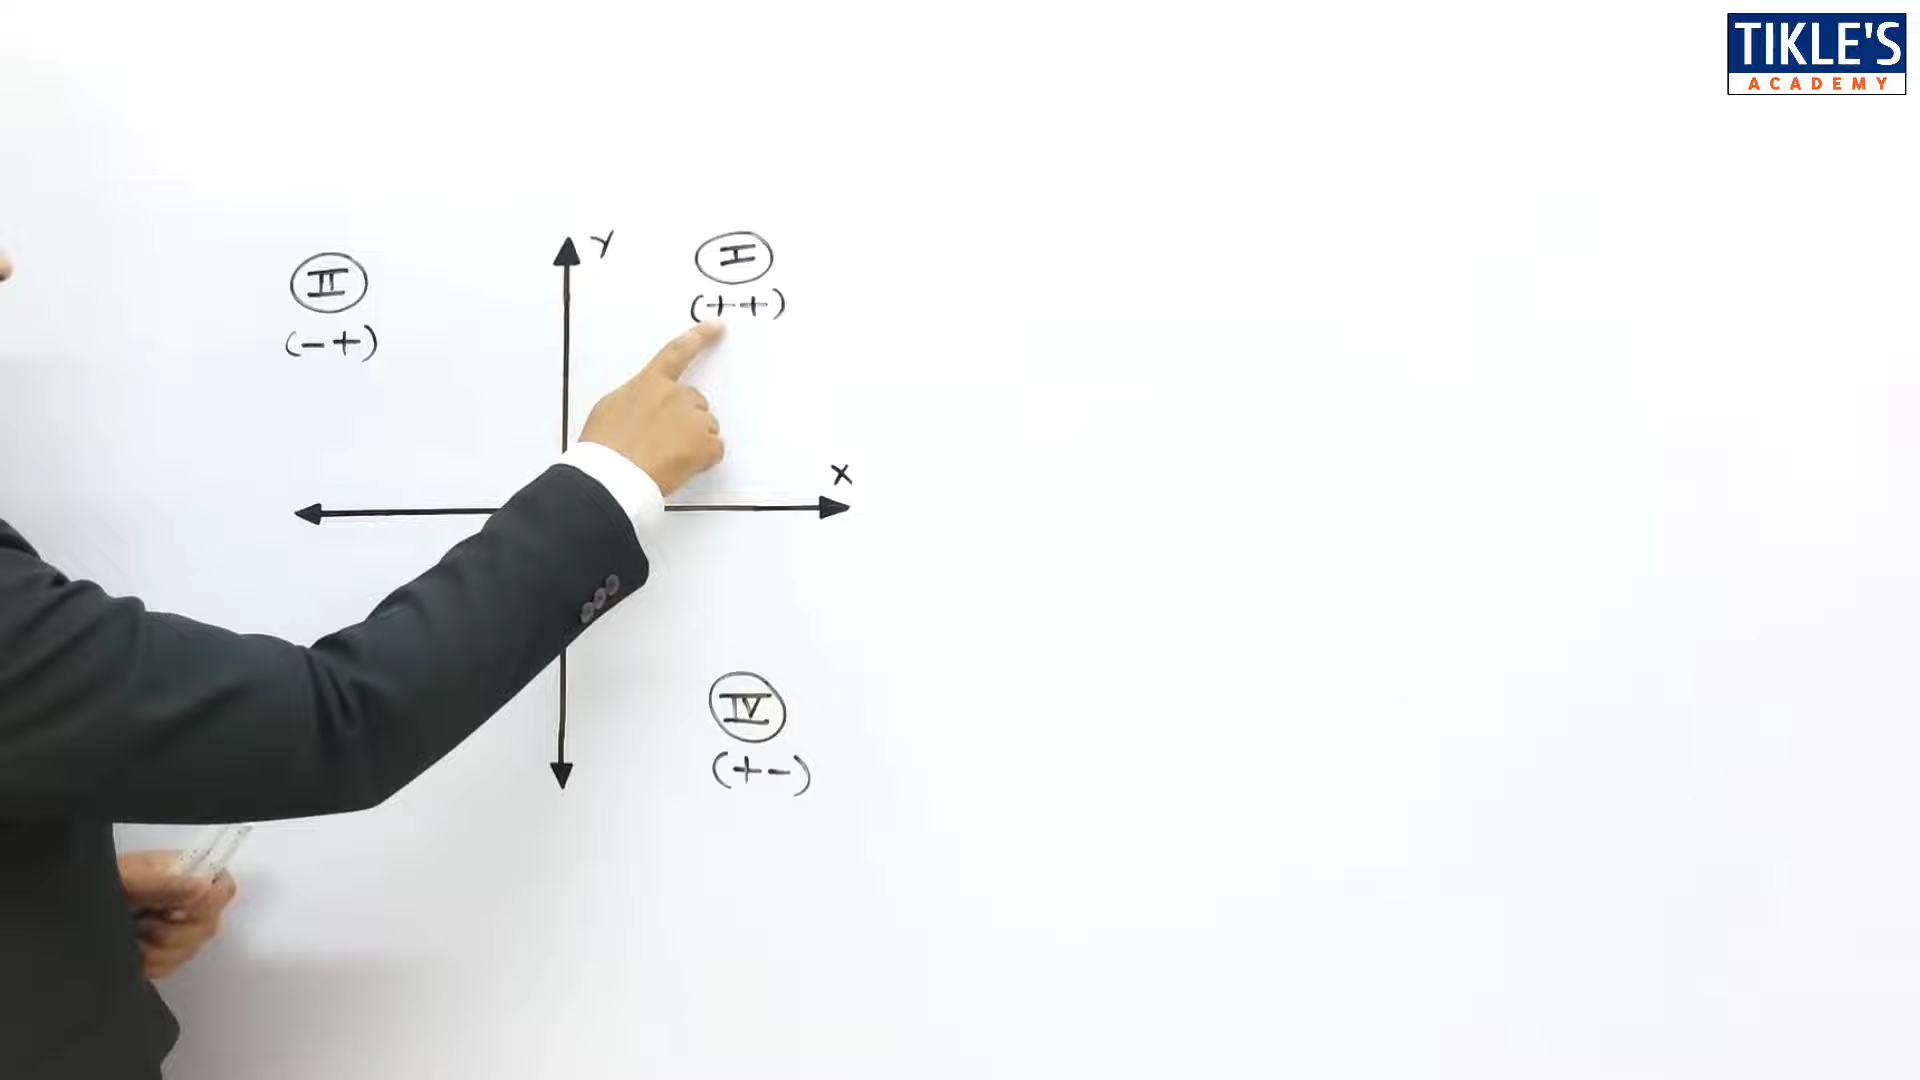 TIKLE'S
ACADEMY
Y
I
(++)
II
(-+)
X
IV
(+-)